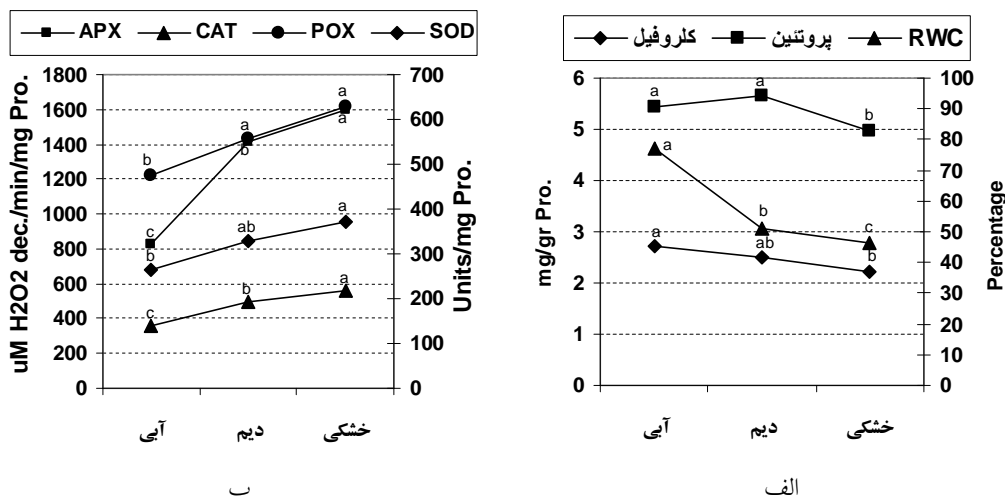 APX CAT POX SOD
1800
1600
1400
1200
1000
800
600
400
200
0
uM H2O2 dec./min/mg Pro.
700
600
500
400
300
200
100
0
Units/mg Pro.
b
a
a
c
b
a
b
ab
a
c
b
a
آبی دیم خشکی
ب
کلروفیل پروتئین RWC
6
5
4
3
2
1
0
mg/gr Pro.
100
90
80
70
60
50
40
30
20
10
0
Percentage
a
a
b
a
b
c
a
ab
b
آبی دیم خشکی
الف